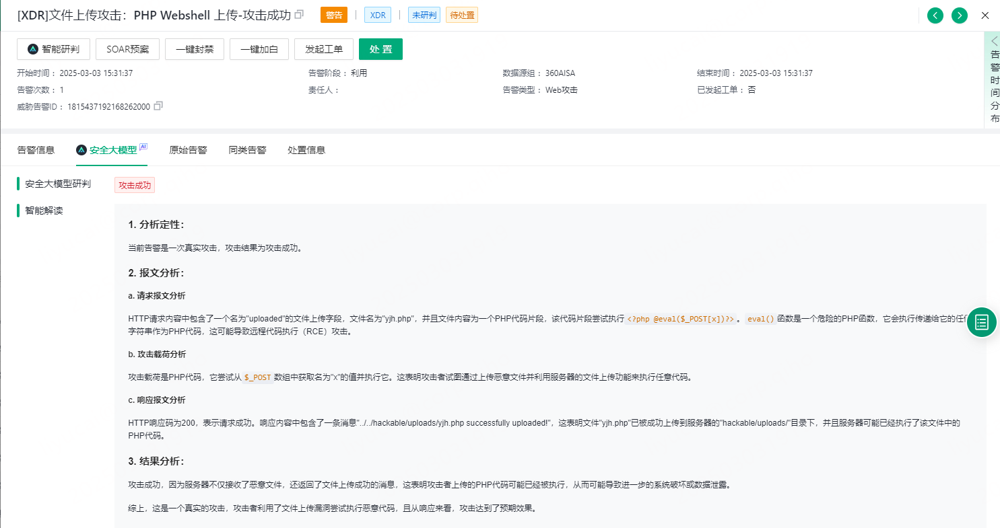 [XDR]文件上传攻击：PHP Webshell 上传-攻击成功 警告 XDR 未研判 待处置
智能研判 SOAR预案 一键封禁 一键加白 发起工单 处 置
开始时间： 2025-03-03 15:31:37 告警阶段： 利用 数据源组： 360AISA 结束时间： 2025-03-03 15:31:37
告警次数： 1 责任人： 告警类型： Web攻击 已发起工单： 否
威胁告警ID： 1815437192168262000
告警时间分布
告警信息 安全大模型 AI 原始告警 同类告警 处置信息
安全大模型研判 攻击成功
智能解读
1. 分析定性：
当前告警是一次真实攻击，攻击结果为攻击成功。
2. 报文分析：
a. 请求报文分析
HTTP请求内容中包含了一个名为"uploaded"的文件上传字段，文件名为"yjh.php"，并且文件内容为一个PHP代码片段，该代码片段尝试执行 <?php @eval($_POST[x])?> 。 eval() 函数是一个危险的PHP函数，它会执行传递给它的任
字符串作为PHP代码，这可能导致远程代码执行（RCE）攻击。
b. 攻击载荷分析
攻击载荷是PHP代码，它尝试从 $_POST 数组中获取名为"x"的值并执行它。这表明攻击者试图通过上传恶意文件并利用服务器的文件上传功能来执行任意代码。
c. 响应报文分析
HTTP响应码为200，表示请求成功。响应内容中包含了一条消息"../../hackable/uploads/yjh.php successfully uploaded!"，这表明文件"yjh.php"已被成功上传到服务器的"hackable/uploads/"目录下，并且服务器可能已经执行了该文件中的
PHP代码。
3. 结果分析：
攻击成功，因为服务器不仅接收了恶意文件，还返回了文件上传成功的消息，这表明攻击者上传的PHP代码可能已经被执行，从而可能导致进一步的系统破坏或数据泄露。
综上，这是一个真实的攻击，攻击者利用了文件上传漏洞尝试执行恶意代码，且从响应来看，攻击达到了预期效果。